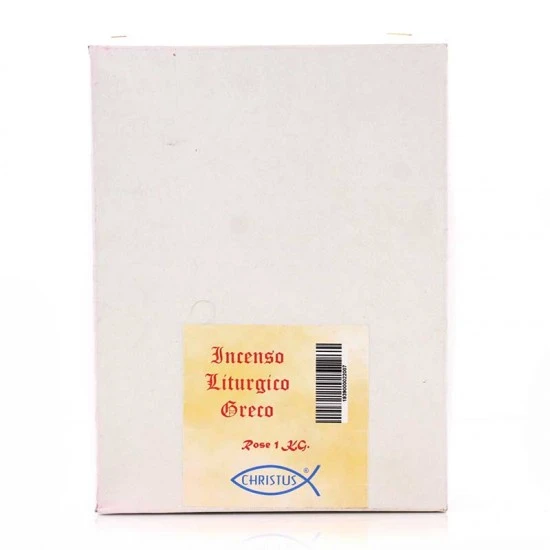 Incenso
Liturgico
Greco
Rose 1 KG.
CHRISTUS®